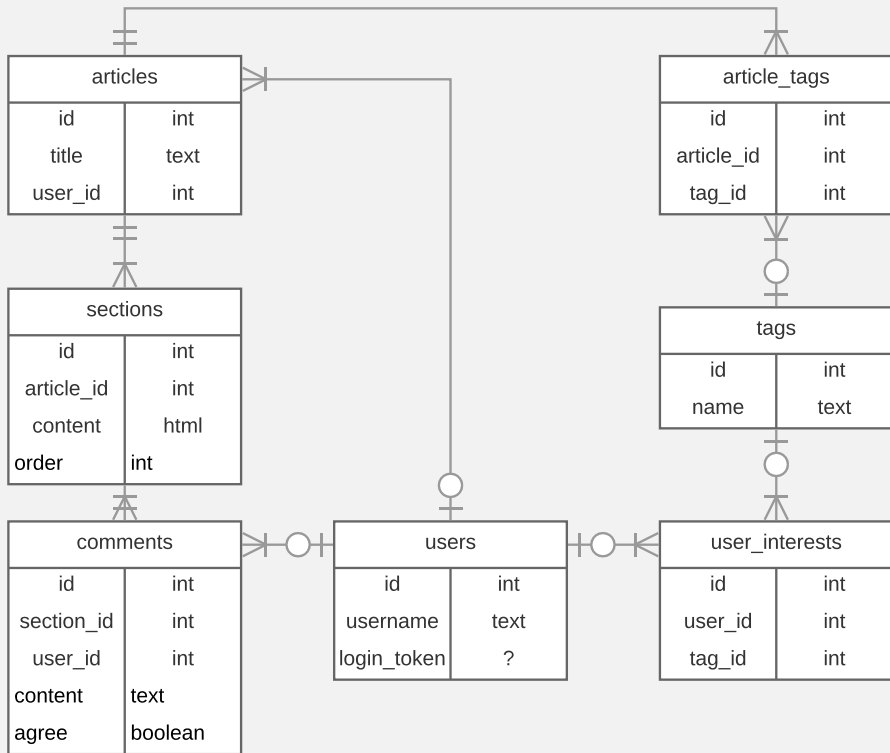 articles
id int
title text
user_id int
article_tags
id int
article_id int
tag_id int
sections
id int
article_id int
content html
order int
tags
id int
name text
comments
id int
section_id int
user_id int
content text
agree boolean
users
id int
username text
login_token ?
user_interests
id int
user_id int
tag_id int